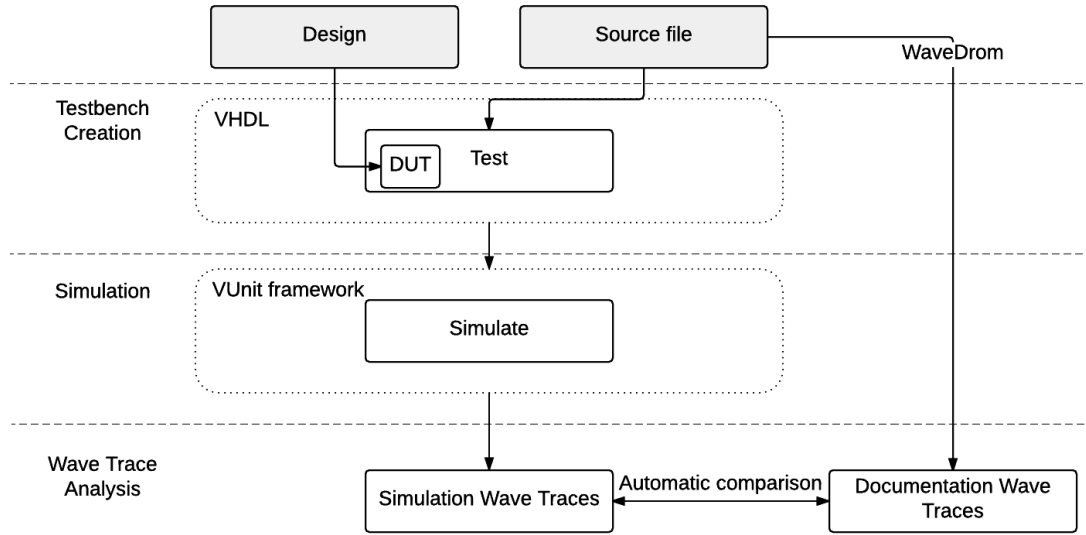 Design
Source file
WaveDrom
Testbench
Creation
VHDL
DUT
Test
Simulation
VUnit framework
Simulate
Wave Trace
Analysis
Simulation Wave Traces
Automatic comparison
Documentation Wave
Traces